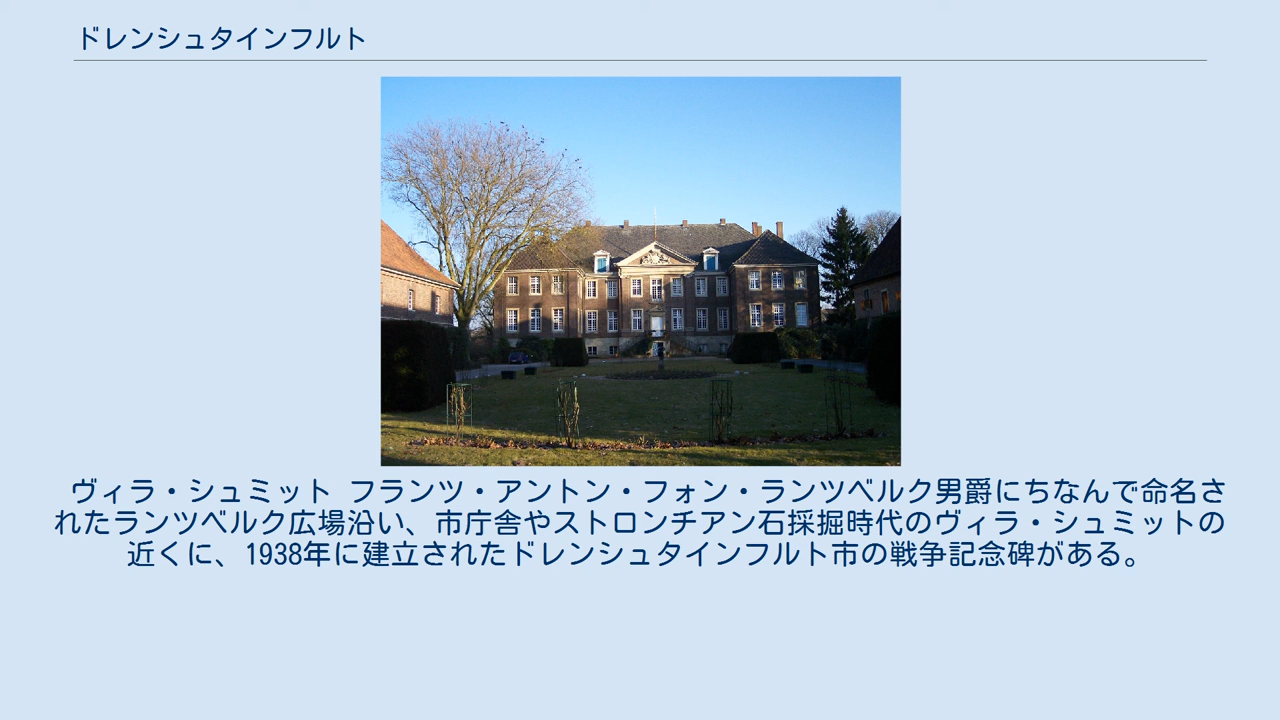 ドレンシュタインフルト
ヴィラ・シュミット フランツ・アントン・フォン・ランツベルク男爵にちなんで命名さ
れたランツベルク広場沿い、市庁舎やストロンチアン石採掘時代のヴィラ・シュミットの
近くに、1938年に建立されたドレンシュタインフルト市の戦争記念碑がある。